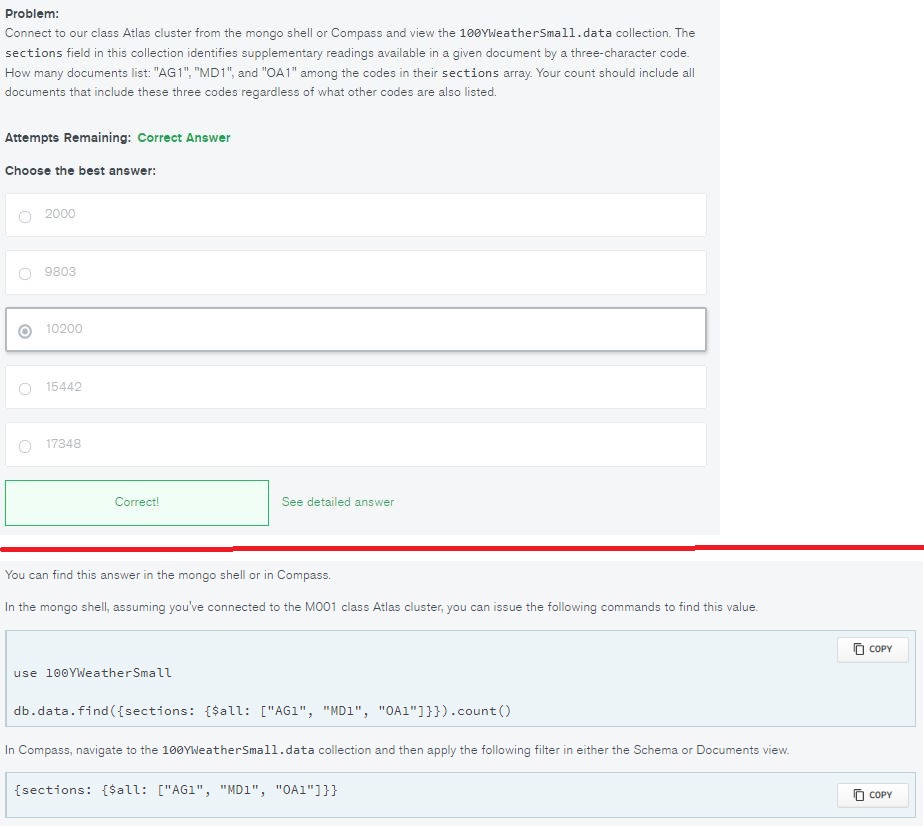 Problem:
Connect to our class Atlas cluster from the mongo shell or Compass and view the 100YWeatherSmall.data collection. The
sections field in this collection identifies supplementary readings available in a given document by a three-character code.
How many documents list: "AG1", "MD1", and "OA1" among the codes in their sections array. Your count should include all
documents that include these three codes regardless of what other codes are also listed.
Attempts Remaining: Correct Answer
Choose the best answer:
2000
9803
10200
15442
17348
Correct!
See detailed answer
You can find this answer in the mongo shell or in Compass.
In the mongo shell, assuming you've connected to the M001 class Atlas cluster, you can issue the following commands to find this value.
COPY
use 100YWeatherSmall
db.data.find({sections: {$all: ["AG1", "MD1", "OA1"]}}).count()
In Compass, navigate to the 100YWeatherSmall.data collection and then apply the following filter in either the Schema or Documents view.
{sections: {$all: ["AG1", "MD1", "OA1"]}}
COPY